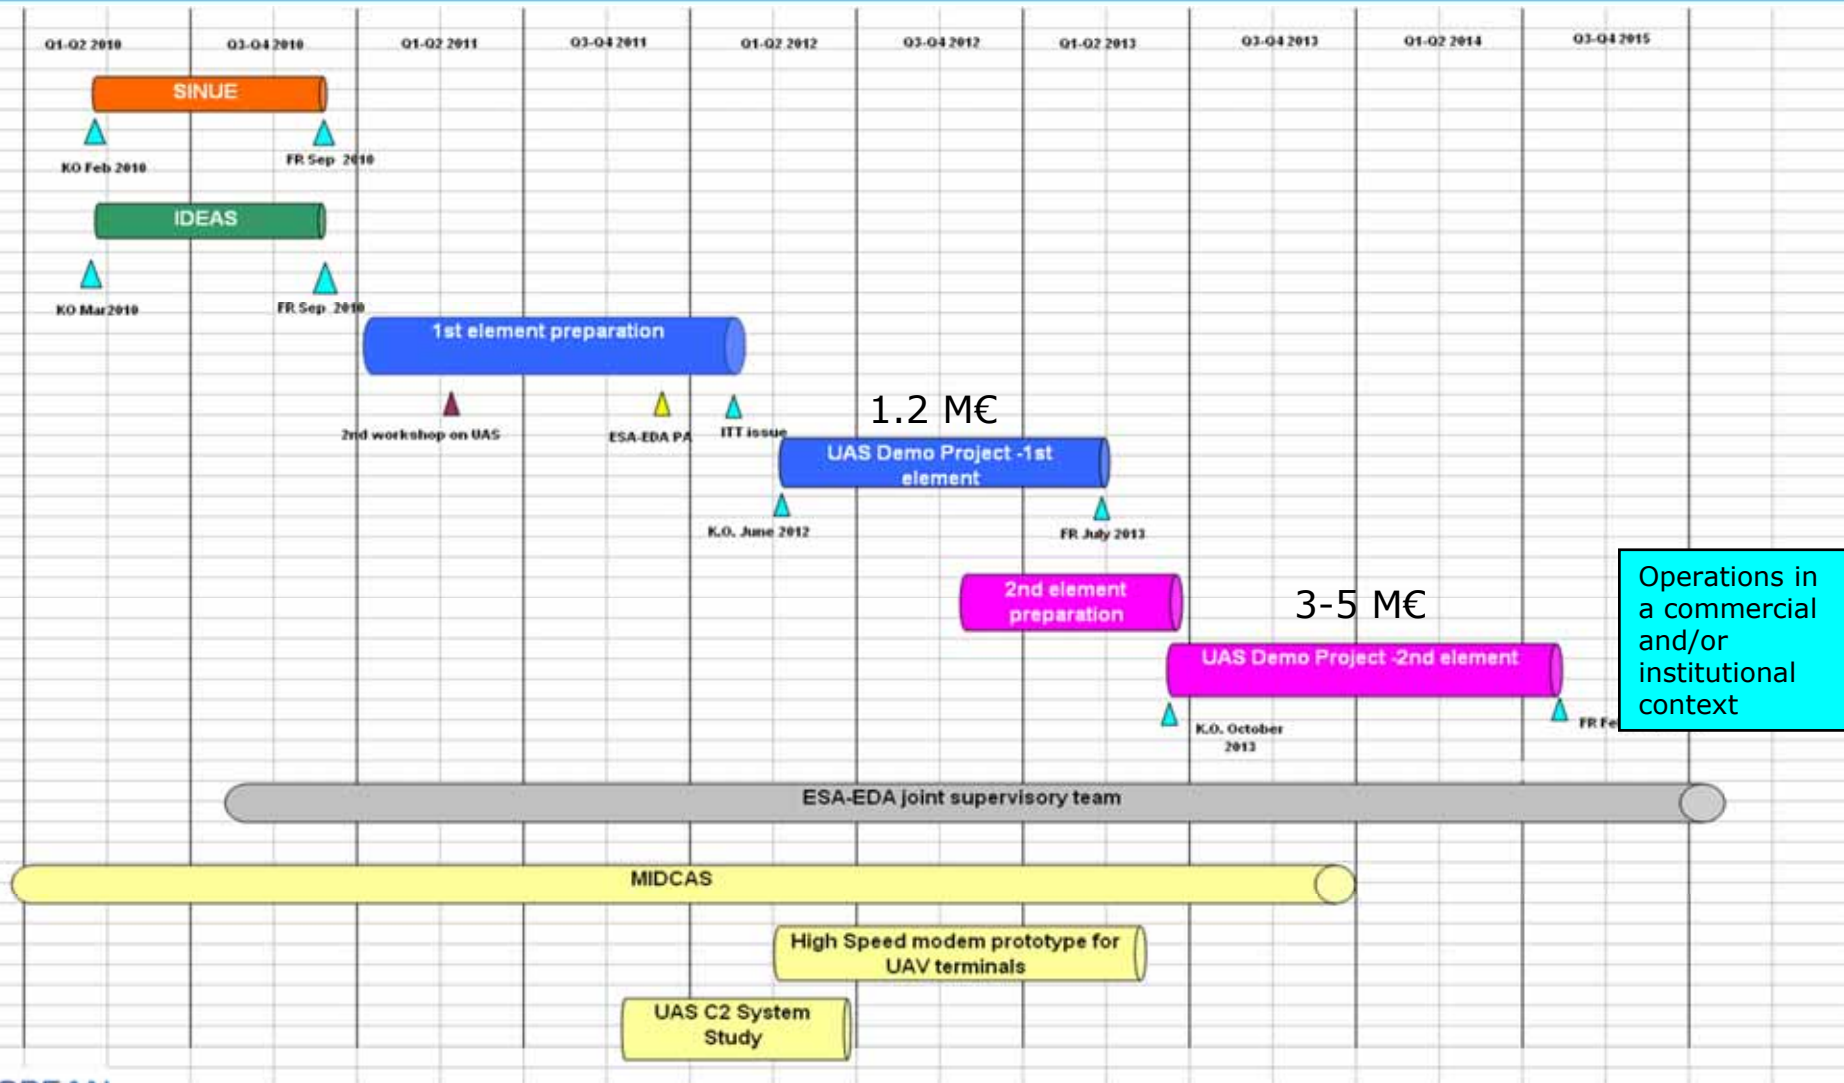 Q1-Q2 2010
Q3-Q4 2010
Q1-Q2 2011
Q3-Q4 2011
Q1-Q2 2012
Q3-Q4 2012
Q1-Q2 2013
Q3-Q4 2013
Q1-Q2 2014
Q3-Q4 2015
SINUE
KO Feb 2010
FR Sep 2010
IDEAS
KO Mar2010
FR Sep 2010
1st element preparation
2nd workshop on UAS
ESA-EDA PA
ITT issue
1.2 M€
UAS Demo Project -1st
element
K.O. June 2012
FR July 2013
2nd element
preparation
3-5 M€
UAS Demo Project -2nd element
K.O. October
2013
FR Fe
Operations in
a commercial
and/or
institutional
context
ESA-EDA joint supervisory team
MIDCAS
High Speed modem prototype for
UAV terminals
UAS C2 System
Study